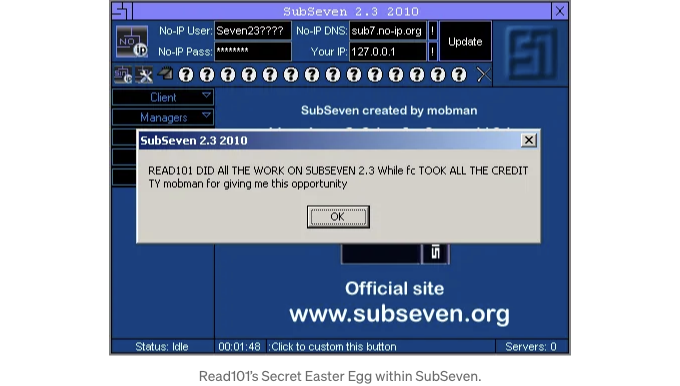 SubSeven 2.3 2010
NO-IP
No-IP User: Seven23???? No-IP DNS: sub7.no-ip.org ! Update
No-IP Pass: ******** Your IP: 127.0.0.1 !
Client
Managers
SubSeven created by mobman
SubSeven 2.3 2010
READ101 DID All THE WORK ON SUBSEVEN 2.3 While fc TOOK ALL THE CREDIT
TY mobman for giving me this opportunity
OK
Official site
www.subseven.org
Status: Idle 00:01:48 :Click to custom this button Servers: 0
Read101's Secret Easter Egg within SubSeven.